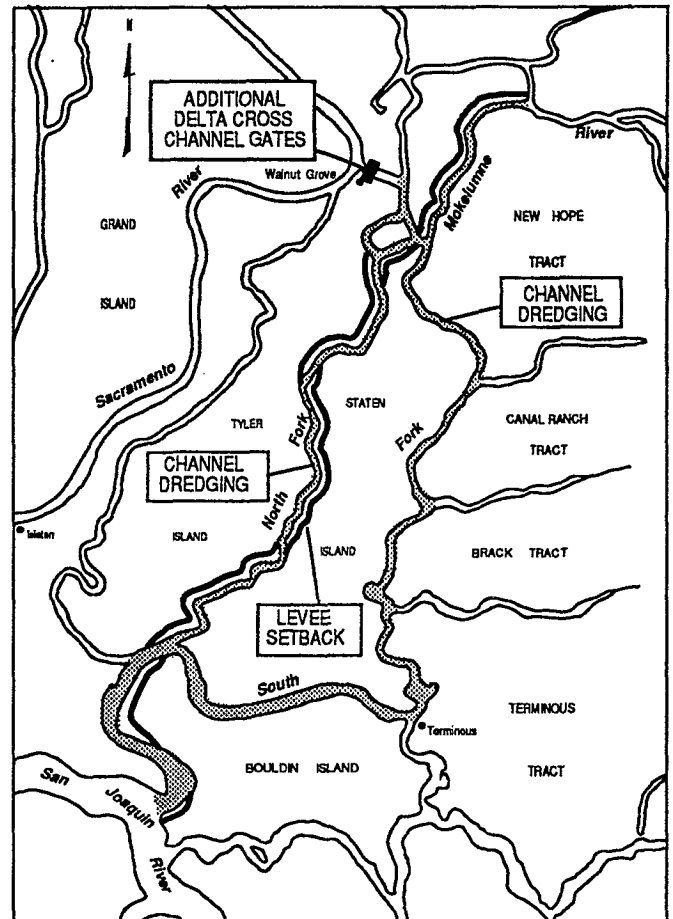 N
ADDITIONAL
DELTA CROSS
CHANNEL GATES
River
Walnut Grove
River
Mokelumne
GRAND
ISLAND
NEW HOPE
TRACT
CHANNEL
DREDGING
Sacramento
STATEN
TYLER
Fork
Fork
CANAL RANCH
TRACT
CHANNEL
DREDGING
North
Isleton
ISLAND
ISLAND
BRACK TRACT
LEVEE
SETBACK
South
TERMINOUS
Terminous
BOULDIN ISLAND
TRACT
San
Joaquin
River